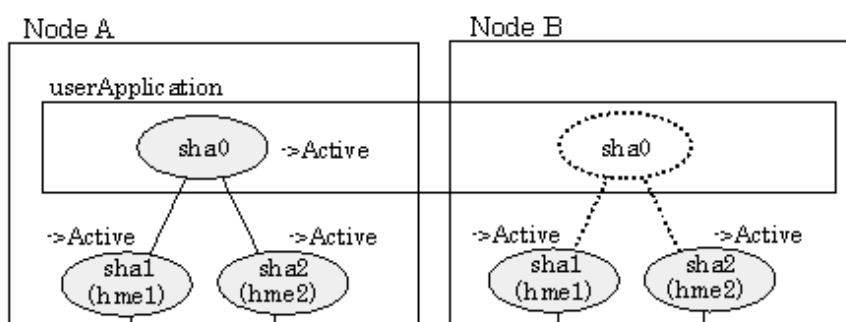 Node A
Node B
userApplication
sha0
->Active
sha0
->Active
->Active
->Active
->Active
sha1
(hme1)
sha2
(hme2)
sha1
(hme1)
sha2
(hme2)